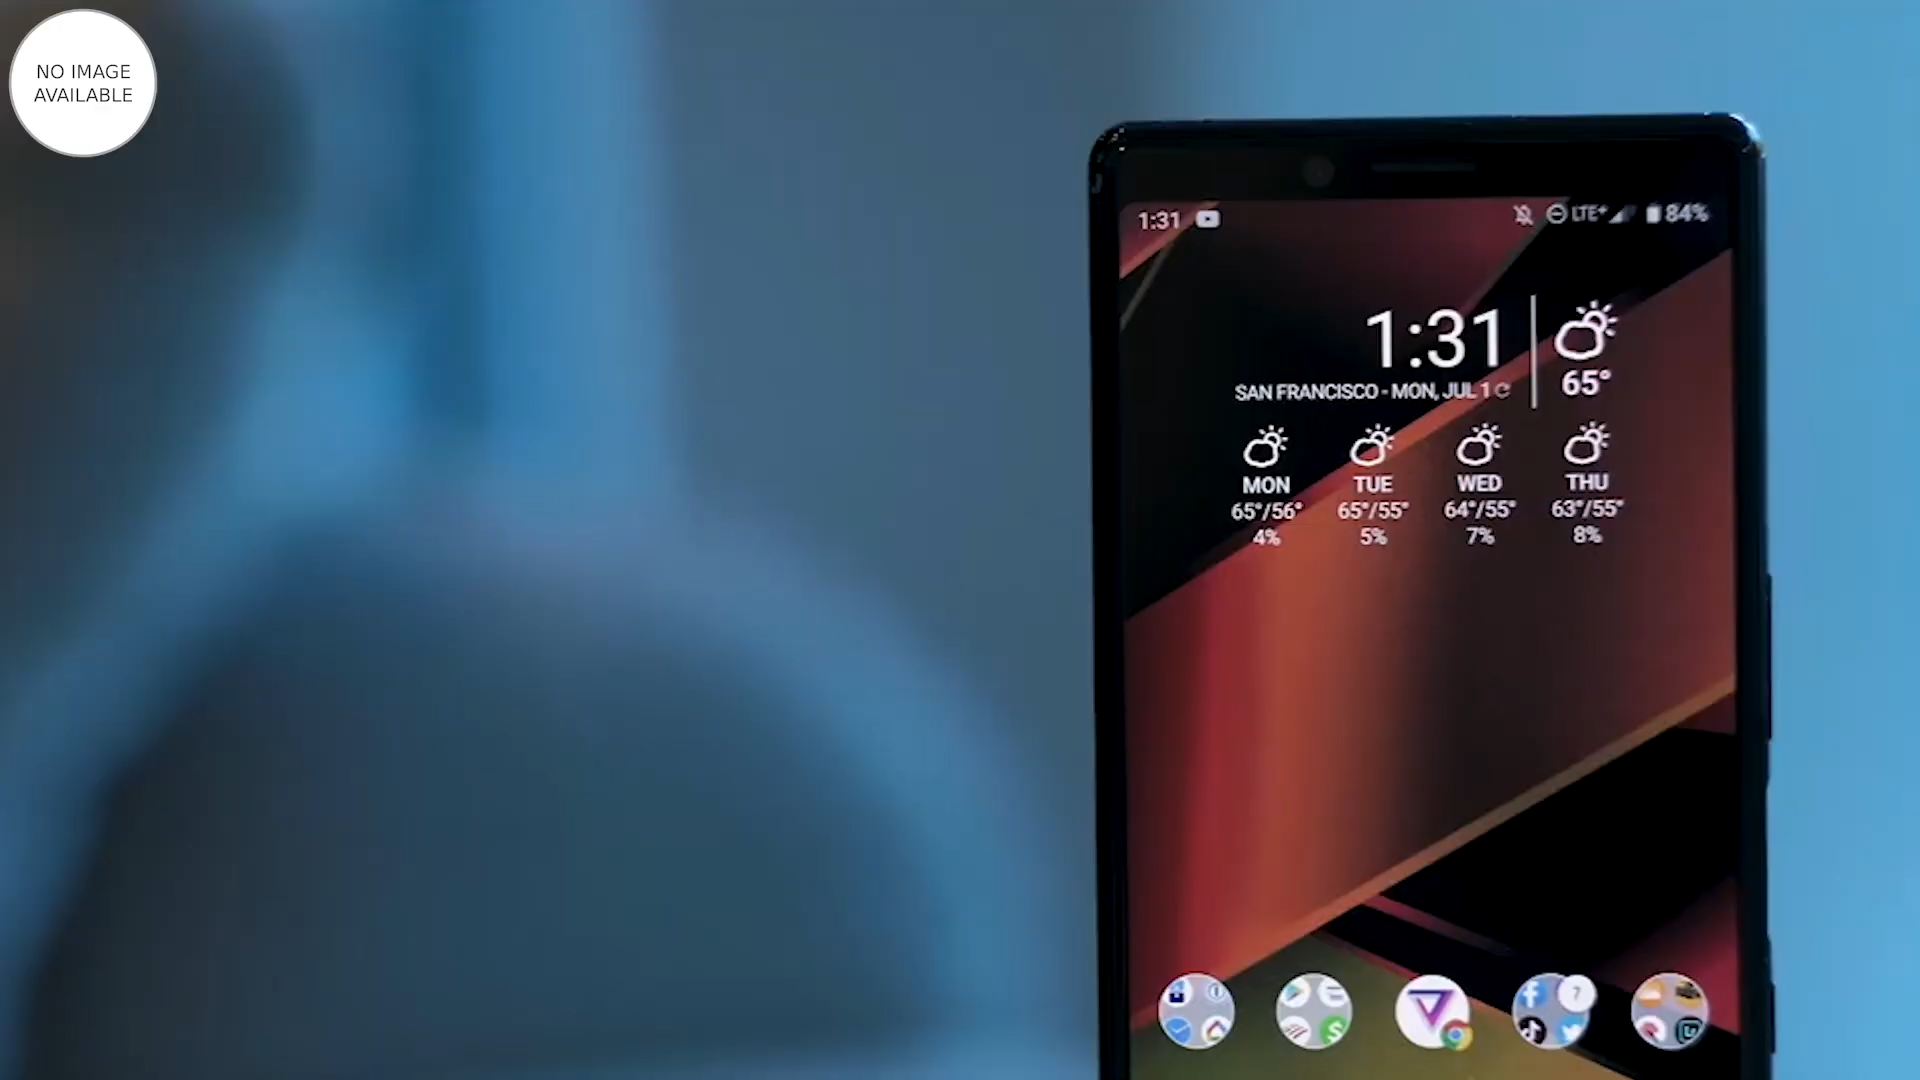 NO IMAGE
AVAILABLE
1:31
LTE+ 84%
1:31
65°
SAN FRANCISCO - MON, JUL 1
MON TUE WED THU
65°/56° 65°/55° 64°/55° 63°/55°
4% 5% 7% 8%
?